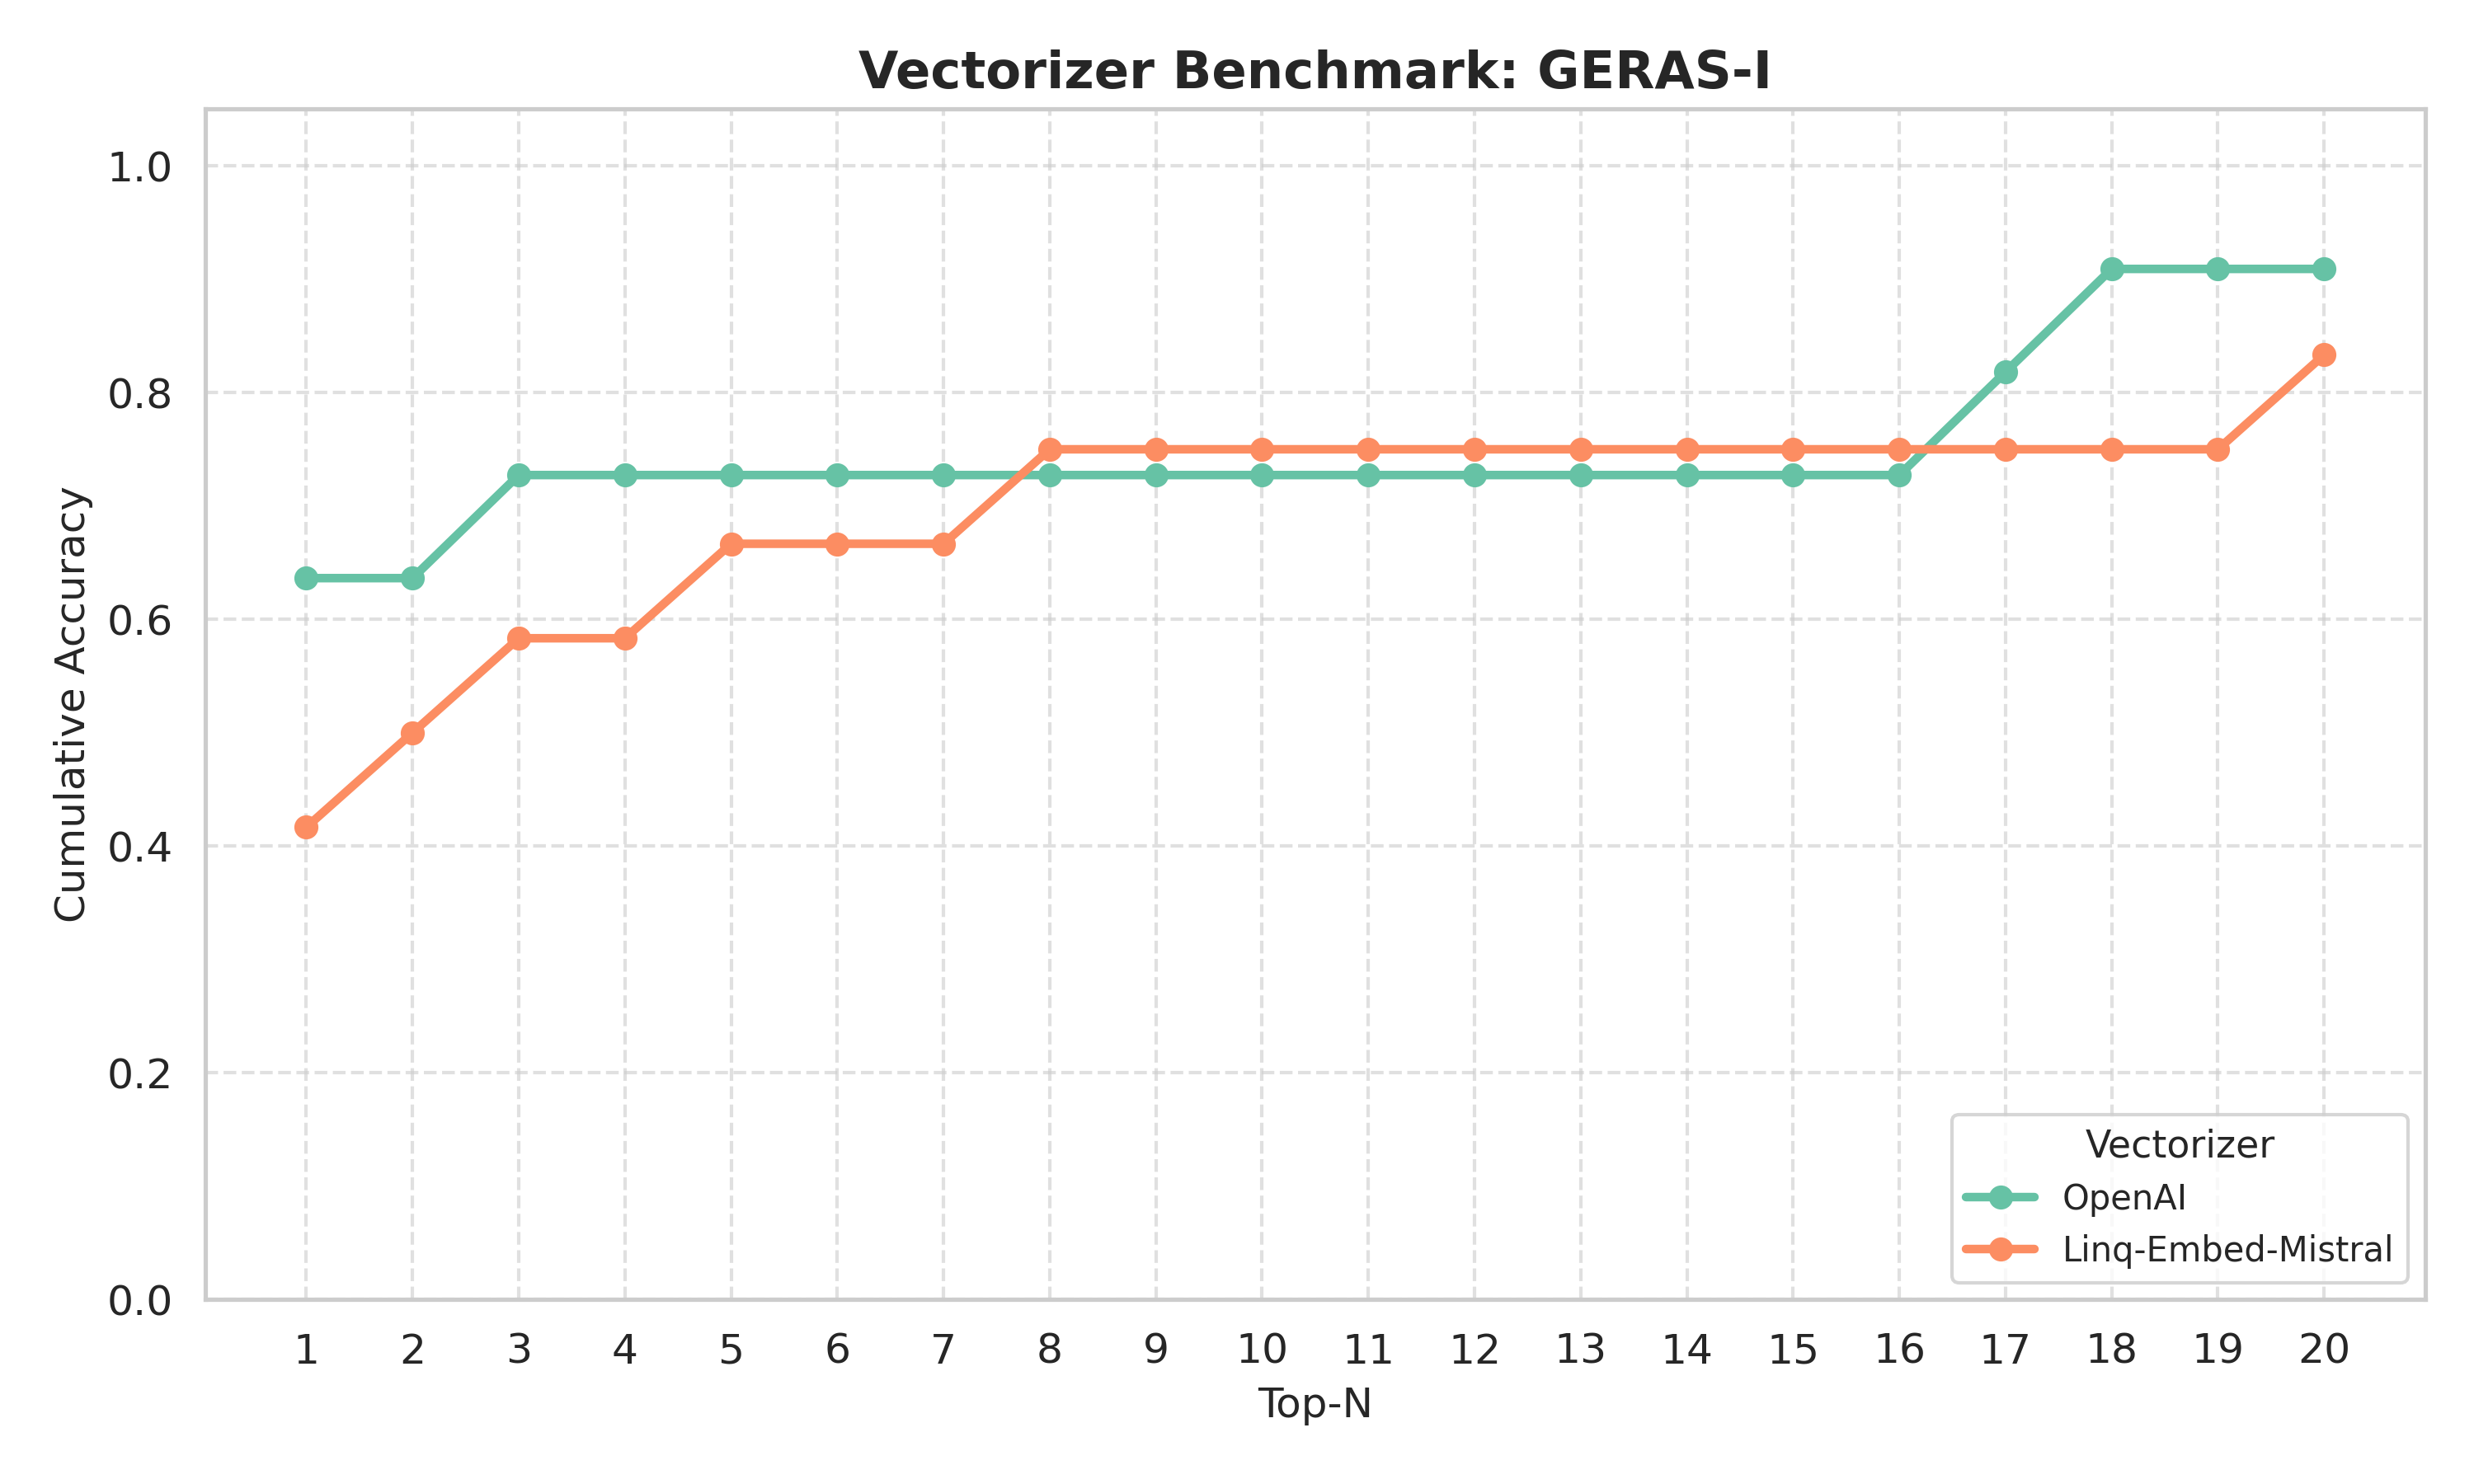 Vectorizer Benchmark: GERAS-I
Cumulative Accuracy
1.0
0.8
0.6
0.4
0.2
0.0
Vectorizer
OpenAI
Linq-Embed-Mistral
1 2 3 4 5 6 7 8 9 10 11 12 13 14 15 16 17 18 19 20
Top-N